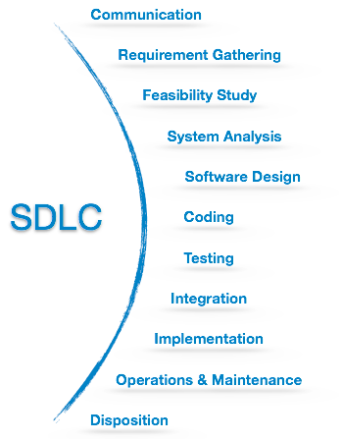 Communication
Requirement Gathering
Feasibility Study
System Analysis
Software Design
SDLC
Coding
Testing
Integration
Implementation
Operations & Maintenance
Disposition